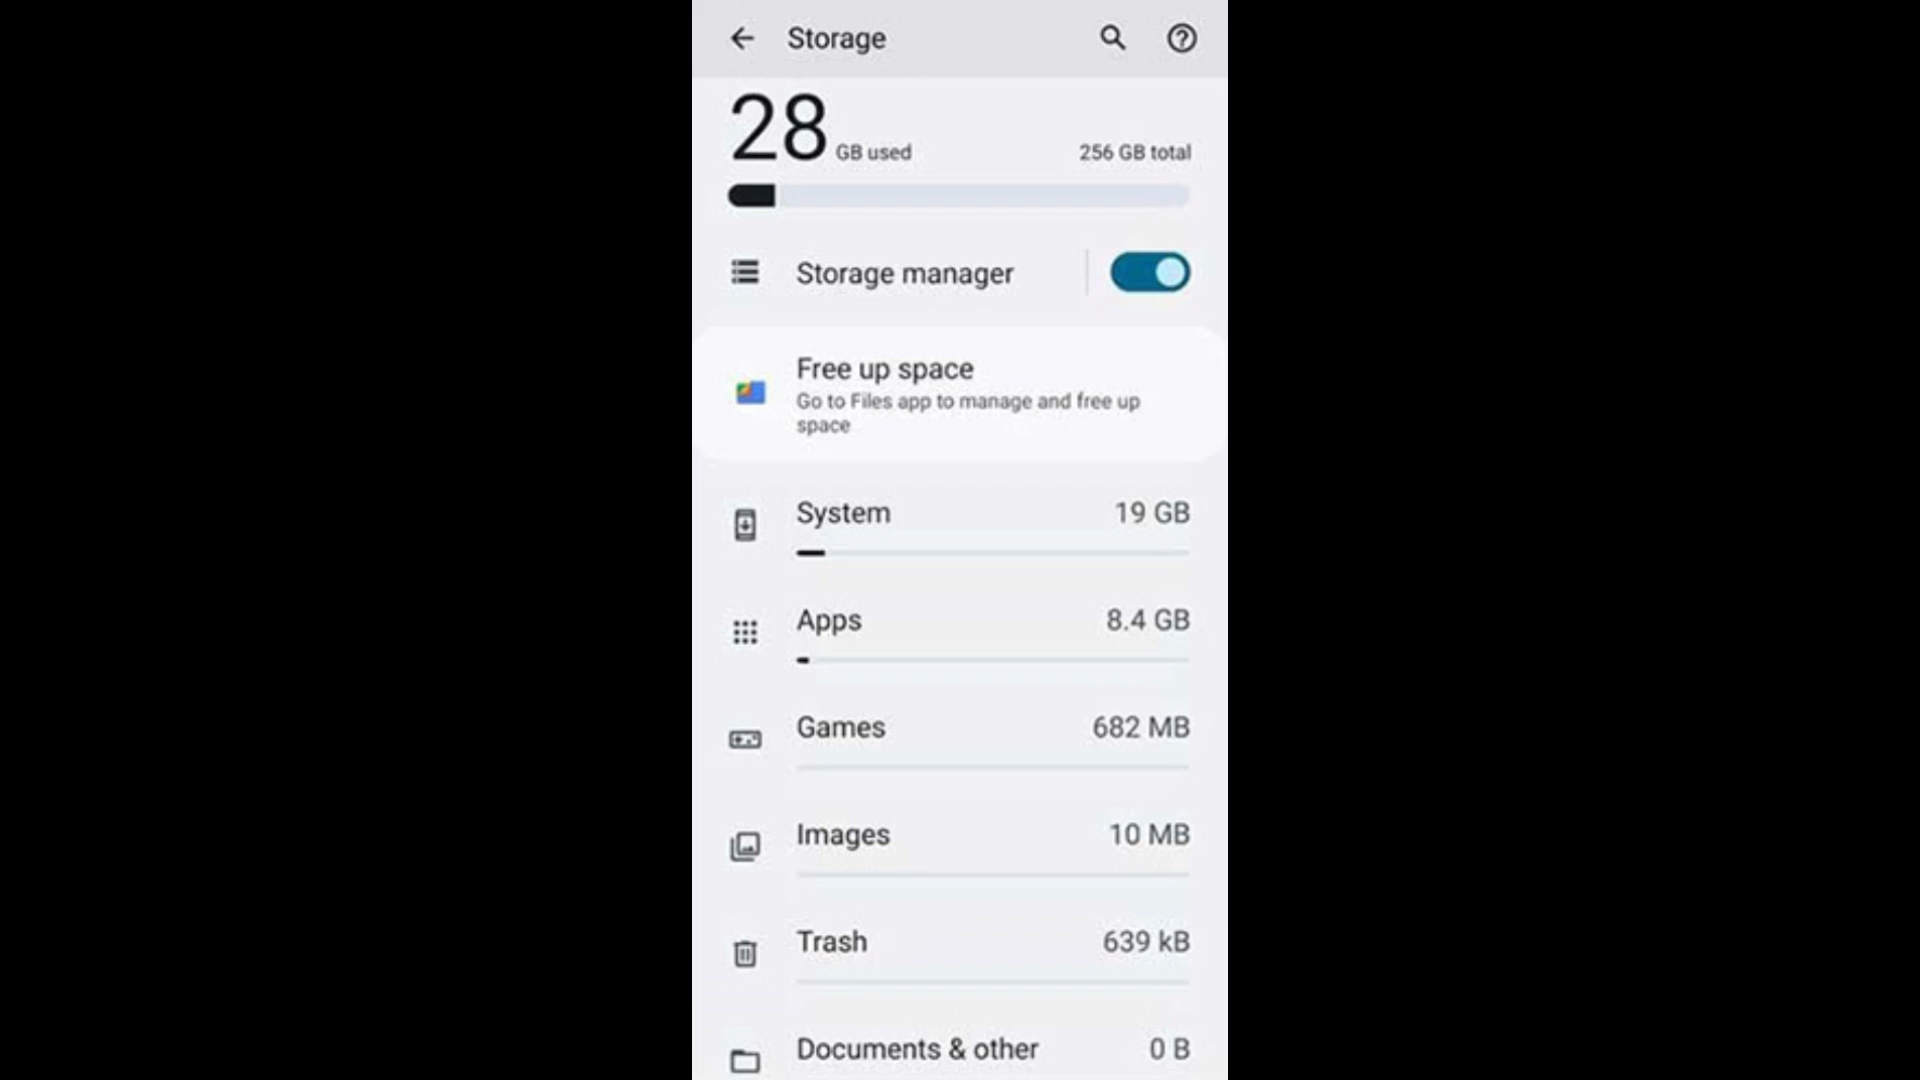 Storage
28 GB used 256 GB total
Storage manager
Free up space
Go to Files app to manage and free up
space
System 19 GB
Apps 8.4 GB
Games 682 MB
Images 10 MB
Trash 639 kB
Documents & other 0 B